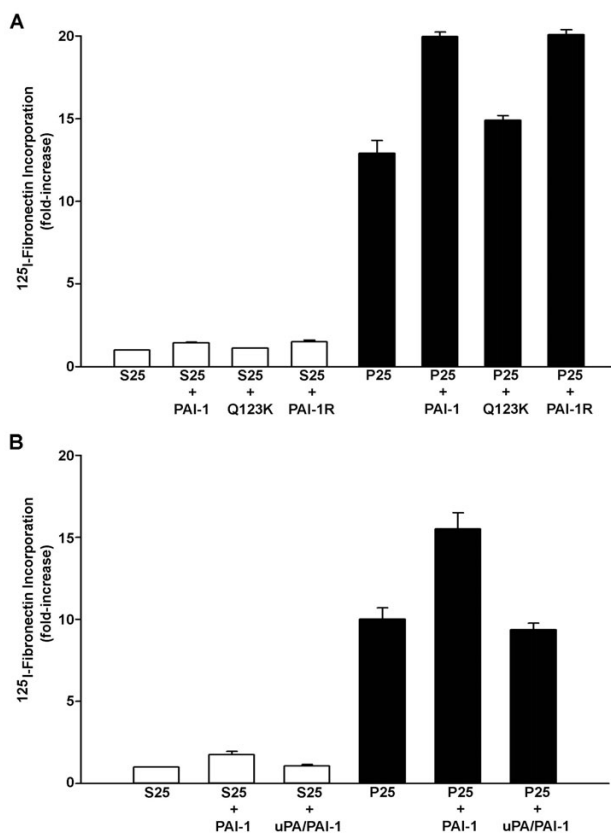 A
125I-Fibronectin Incorporation
(fold-increase)
20
15
10
5
0
S25
S25
+
PAI-1
S25
+
Q123K
S25
+
PAI-1R
P25
P25
+
PAI-1
P25
+
Q123K
P25
+
PAI-1R
B
125I-Fibronectin Incorporation
(fold-increase)
20
15
10
5
0
S25
S25
+
PAI-1
S25
+
uPA/PAI-1
P25
P25
+
PAI-1
P25
+
uPA/PAI-1